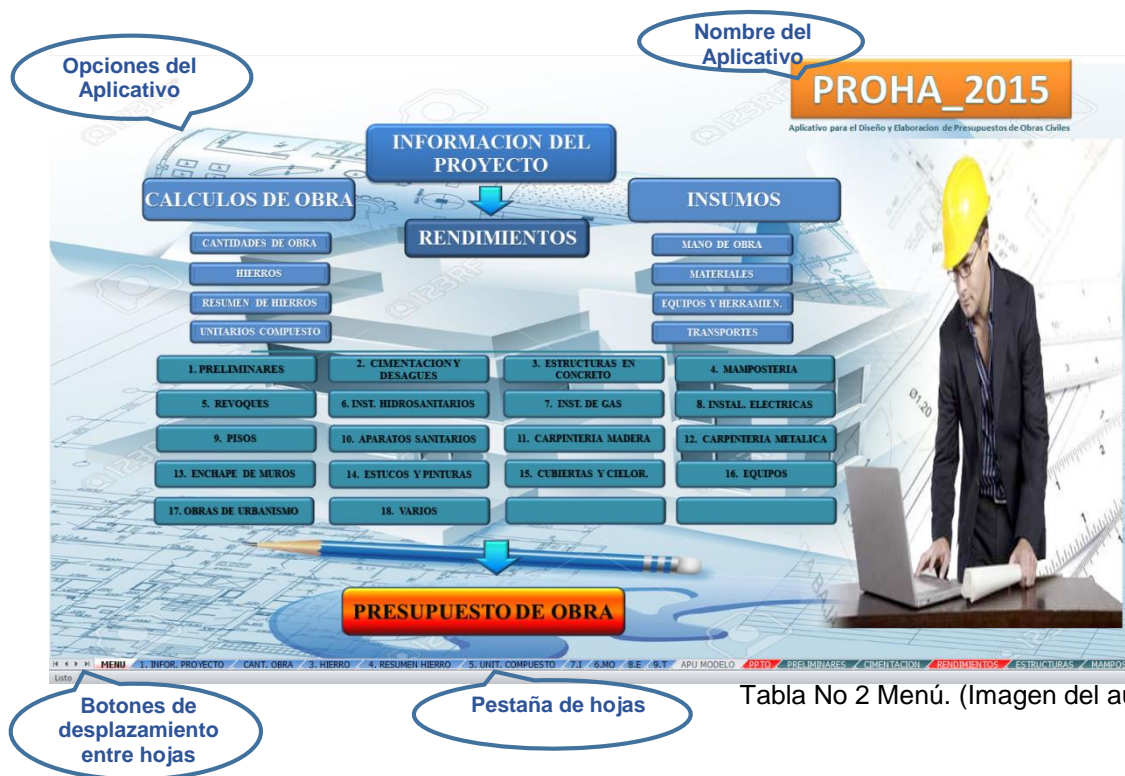 Nombre del
Aplicativo
Opciones del
Aplicativo
PROHA_2015
Aplicativo para el Diseño y Elaboracion de Presupuestos de Obras Civiles
INFORMACION DEL
PROYECTO
CALCULOS DE OBRA
INSUMOS
RENDIMIENTOS
CANTIDADES DE OBRA
HIERROS
RESUMEN DE HIERROS
UNITARIOS COMPUESTO
MANO DE OBRA
MATERIALES
EQUIPOS Y HERRAMIEN.
TRANSPORTES
1. PRELIMINARES
2. CIMENTACION Y
DESAGUES
3. ESTRUCTURAS EN
CONCRETO
4. MAMPOSTERIA
5. REVOQUES
6. INST. HIDROSANITARIOS
7. INST. DE GAS
8. INSTAL. ELECTRICAS
9. PISOS
10. APARATOS SANITARIOS
11. CARPINTERIA MADERA
12. CARPINTERIA METALICA
13. ENCHAPE DE MUROS
14. ESTUCOS Y PINTURAS
15. CUBIERTAS Y CIELOR.
16. EQUIPOS
17. OBRAS DE URBANISMO
18. VARIOS
PRESUPUESTO DE OBRA
MENU 1. INFOR. PROYECTO CANT. OBRA 3. HIERRO 4. RESUMEN HIERRO 5. UNIT. COMPUESTO 7.I 6.MO 8.E 9.T APU MODELO PPTO PRELIMINARES CIMENTACION RENDIMIENTOS ESTRUCTURAS MAMPOS
Listo
Botones de
desplazamiento
entre hojas
Pestaña de hojas
Tabla No 2 Menú. (Imagen del au